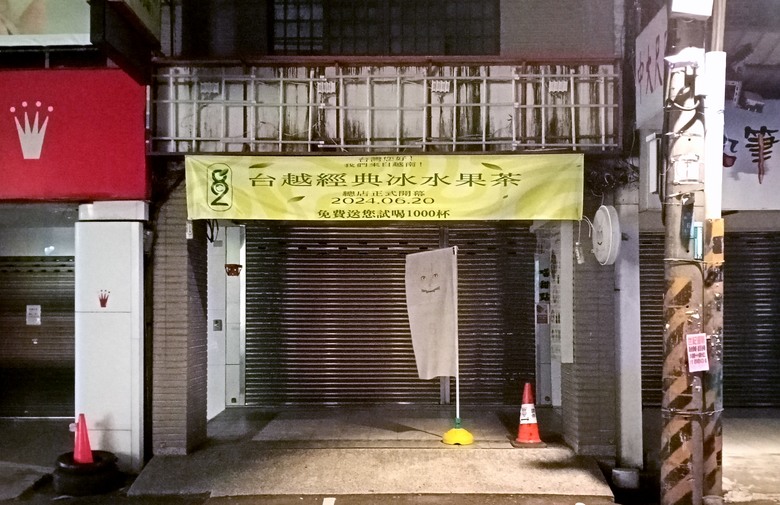 台灣您好！
我們來自越南！
台越經典冰水果茶
總店正式開幕
2024.06.20
免費送您試喝1000杯
筆